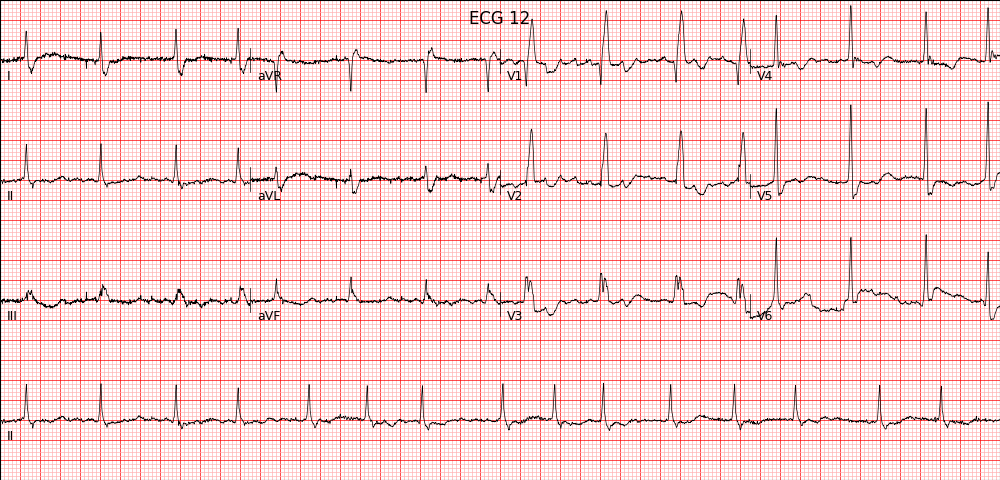 ECG 12
I aVR V1 V4
II aVL V2 V5
III aVF V3 V6
II